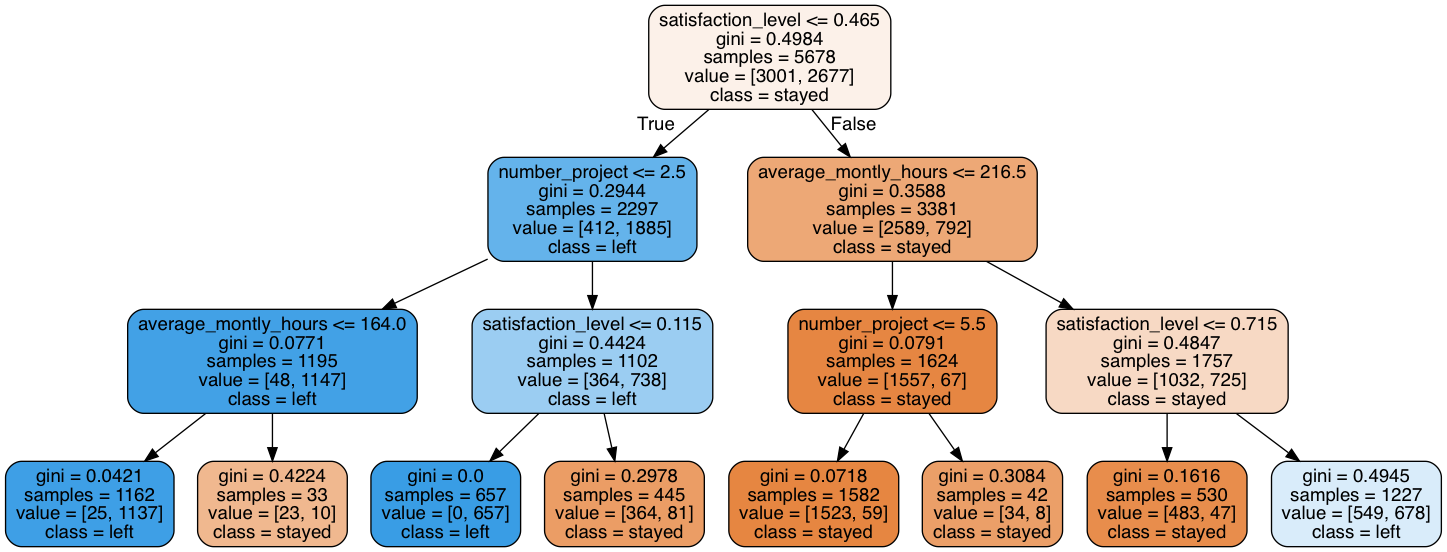 satisfaction_level <= 0.465
gini = 0.4984
samples = 5678
value = [3001, 2677]
class = stayed
True
False
number_project <= 2.5
gini = 0.2944
samples = 2297
value = [412, 1885]
class = left
average_montly_hours <= 216.5
gini = 0.3588
samples = 3381
value = [2589, 792]
class = stayed
average_montly_hours <= 164.0
gini = 0.0771
samples = 1195
value = [48, 1147]
class = left
satisfaction_level <= 0.115
gini = 0.4424
samples = 1102
value = [364, 738]
class = left
number_project <= 5.5
gini = 0.0791
samples = 1624
value = [1557, 67]
class = stayed
satisfaction_level <= 0.715
gini = 0.4847
samples = 1757
value = [1032, 725]
class = stayed
gini = 0.0421
samples = 1162
value = [25, 1137]
class = left
gini = 0.4224
samples = 33
value = [23, 10]
class = stayed
gini = 0.0
samples = 657
value = [0, 657]
class = left
gini = 0.2978
samples = 445
value = [364, 81]
class = stayed
gini = 0.0718
samples = 1582
value = [1523, 59]
class = stayed
gini = 0.3084
samples = 42
value = [34, 8]
class = stayed
gini = 0.1616
samples = 530
value = [483, 47]
class = stayed
gini = 0.4945
samples = 1227
value = [549, 678]
class = left